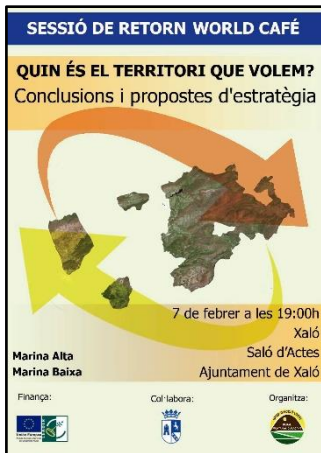 SESSIÓ DE RETORN WORLD CAFÉ
QUIN ÉS EL TERRITORI QUE VOLEM?
Conclusions i propostes d'estratègia
7 de febrer a les 19:00h
Xaló
Saló d'Actes
Ajuntament de Xaló
Marina Alta
Marina Baixa
Finança:
Col·labora:
Organitza: